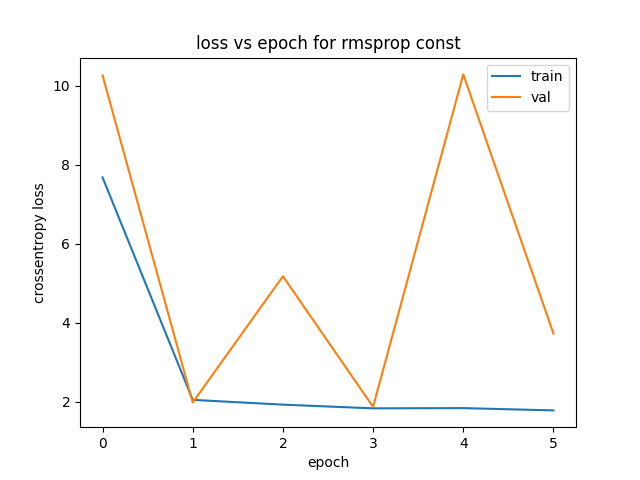 loss vs epoch for rmsprop const
train
val
crossentropy loss
10
8
6
4
2
0 1 2 3 4 5
epoch